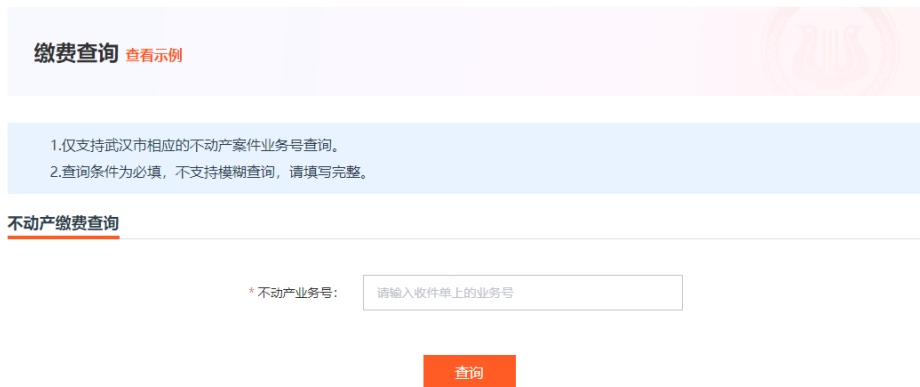 缴费查询 查看示例
1.仅支持武汉市相应的不动产案件业务号查询。
2.查询条件为必填，不支持模糊查询，请填写完整。
不动产缴费查询
* 不动产业务号： 请输入收件单上的业务号
查询